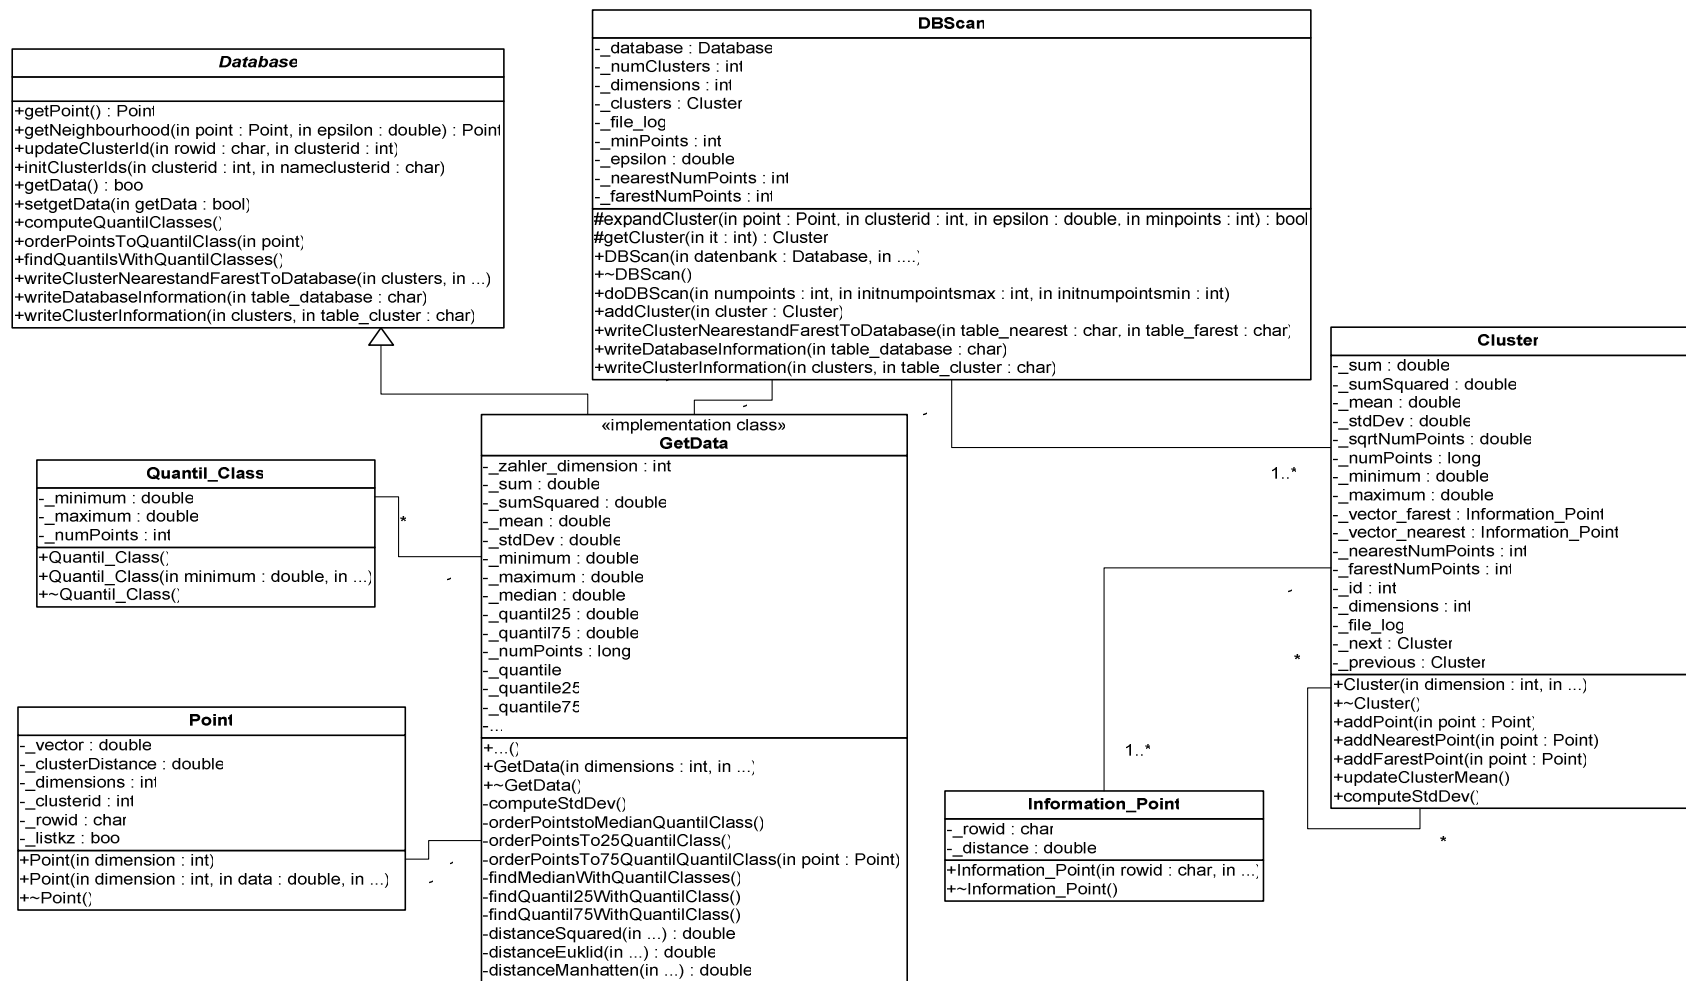 Database
+getPoint() : Point
+getNeighbourhood(in point : Point, in epsilon : double) : Point
+updateClusterId(in rowid : char, in clusterid : int)
+initClusterIds(in clusterid : int, in nameclusterid : char)
+getData() : boo
+setgetData(in getData : bool)
+computeQuantilClasses()
+orderPointsToQuantilClass(in point)
+findQuantilsWithQuantilClasses()
+writeClusterNearestandFarestToDatabase(in clusters, in ...)
+writeDatabaseInformation(in table_database : char)
+writeClusterInformation(in clusters, in table_cluster : char)
DBScan
-_database : Database
-_numClusters : int
-_dimensions : int
-_clusters : Cluster
-_file_log
-_minPoints : int
-_epsilon : double
-_nearestNumPoints : int
-_farestNumPoints : int
#expandCluster(in point : Point, in clusterid : int, in epsilon : double, in minpoints : int) : bool
#getCluster(in it : int) : Cluster
+DBScan(in datenbank : Database, in ....)
+~DBScan()
+doDBScan(in numpoints : int, in initnumpointsmax : int, in initnumpointsmin : int)
+addCluster(in cluster : Cluster)
+writeClusterNearestandFarestToDatabase(in table_nearest : char, in table_farest : char)
+writeDatabaseInformation(in table_database : char)
+writeClusterInformation(in clusters, in table_cluster : char)
Quantil_Class
-_minimum : double
-_maximum : double
-_numPoints : int
+Quantil_Class()
+Quantil_Class(in minimum : double, in ...)
+~Quantil_Class()
*
«implementation class»
GetData
-_zahler_dimension : int
-_sum : double
-_sumSquared : double
-_mean : double
-_stdDev : double
-_minimum : double
-_maximum : double
-_median : double
-_quantil25 : double
-_quantil75 : double
-_numPoints : long
-_quantile
-_quantile25
-_quantile75
-...
+...()
+GetData(in dimensions : int, in ...)
+~GetData()
-computeStdDev()
-orderPointstoMedianQuantilClass()
-orderPointsTo25QuantilClass()
-orderPointsTo75QuantilQuantilClass(in point : Point)
-findMedianWithQuantilClasses()
-findQuantil25WithQuantilClass()
-findQuantil75WithQuantilClass()
-distanceSquared(in ...) : double
-distanceEuklid(in ...) : double
-distanceManhatten(in ...) : double
Point
-_vector : double
-_clusterDistance : double
-_dimensions : int
-_clusterid : int
-_rowid : char
-_listkz : boo
+Point(in dimension : int)
+Point(in dimension : int, in data : double, in ...)
+~Point()
1..*
Cluster
-_sum : double
-_sumSquared : double
-_mean : double
-_stdDev : double
-_sqrtNumPoints : double
-_numPoints : long
-_minimum : double
-_maximum : double
-_vector_farest : Information_Point
-_vector_nearest : Information_Point
-_nearestNumPoints : int
-_farestNumPoints : int
-_id : int
-_dimensions : int
-_file_log
-_next : Cluster
-_previous : Cluster
+Cluster(in dimension : int, in ...)
+~Cluster()
+addPoint(in point : Point)
+addNearestPoint(in point : Point)
+addFarestPoint(in point : Point)
+updateClusterMean()
+computeStdDev()
*
*
1..*
Information_Point
-_rowid : char
-_distance : double
+Information_Point(in rowid : char, in ...)
+~Information_Point()